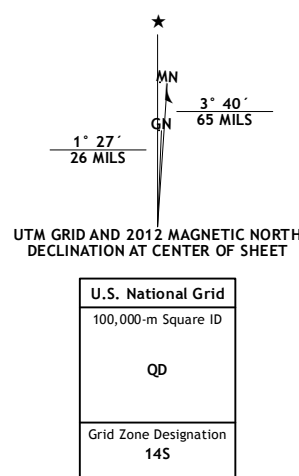 ★
MN
3° 40´
65 MILS
GN
1° 27´
26 MILS
UTM GRID AND 2012 MAGNETIC NORTH
DECLINATION AT CENTER OF SHEET
U.S. National Grid
100,000-m Square ID
QD
Grid Zone Designation
14S